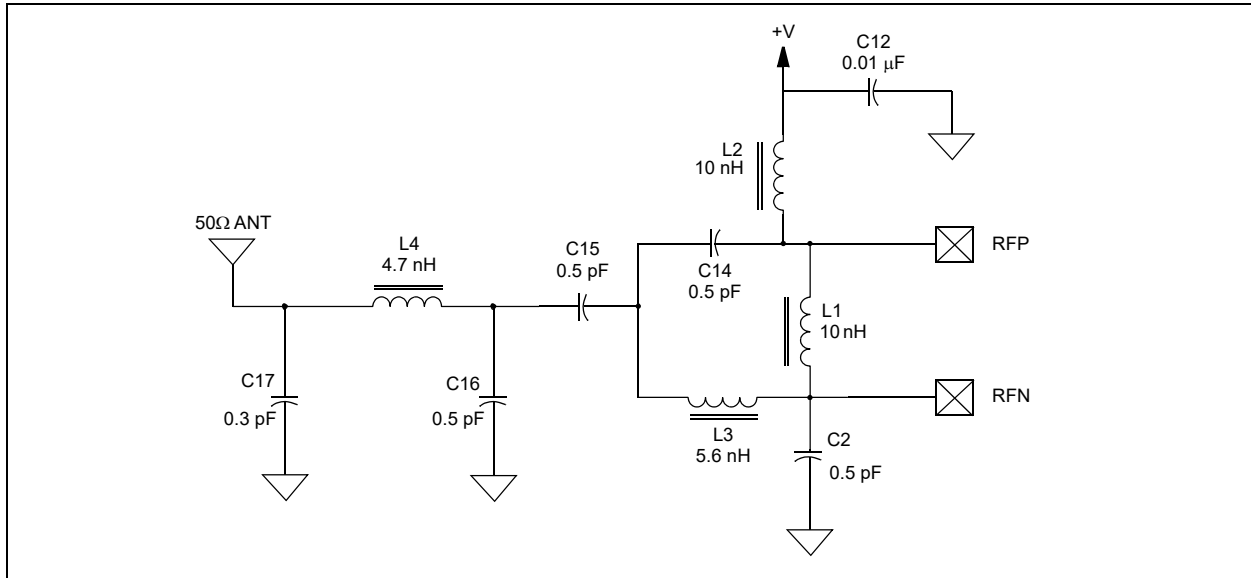 +V
C12
0.01 μF
L2
10 nH
50Ω ANT
L4
4.7 nH
C15
0.5 pF
C14
0.5 pF
RFP
L1
10 nH
C17
0.3 pF
C16
0.5 pF
RFN
L3
5.6 nH
C2
0.5 pF